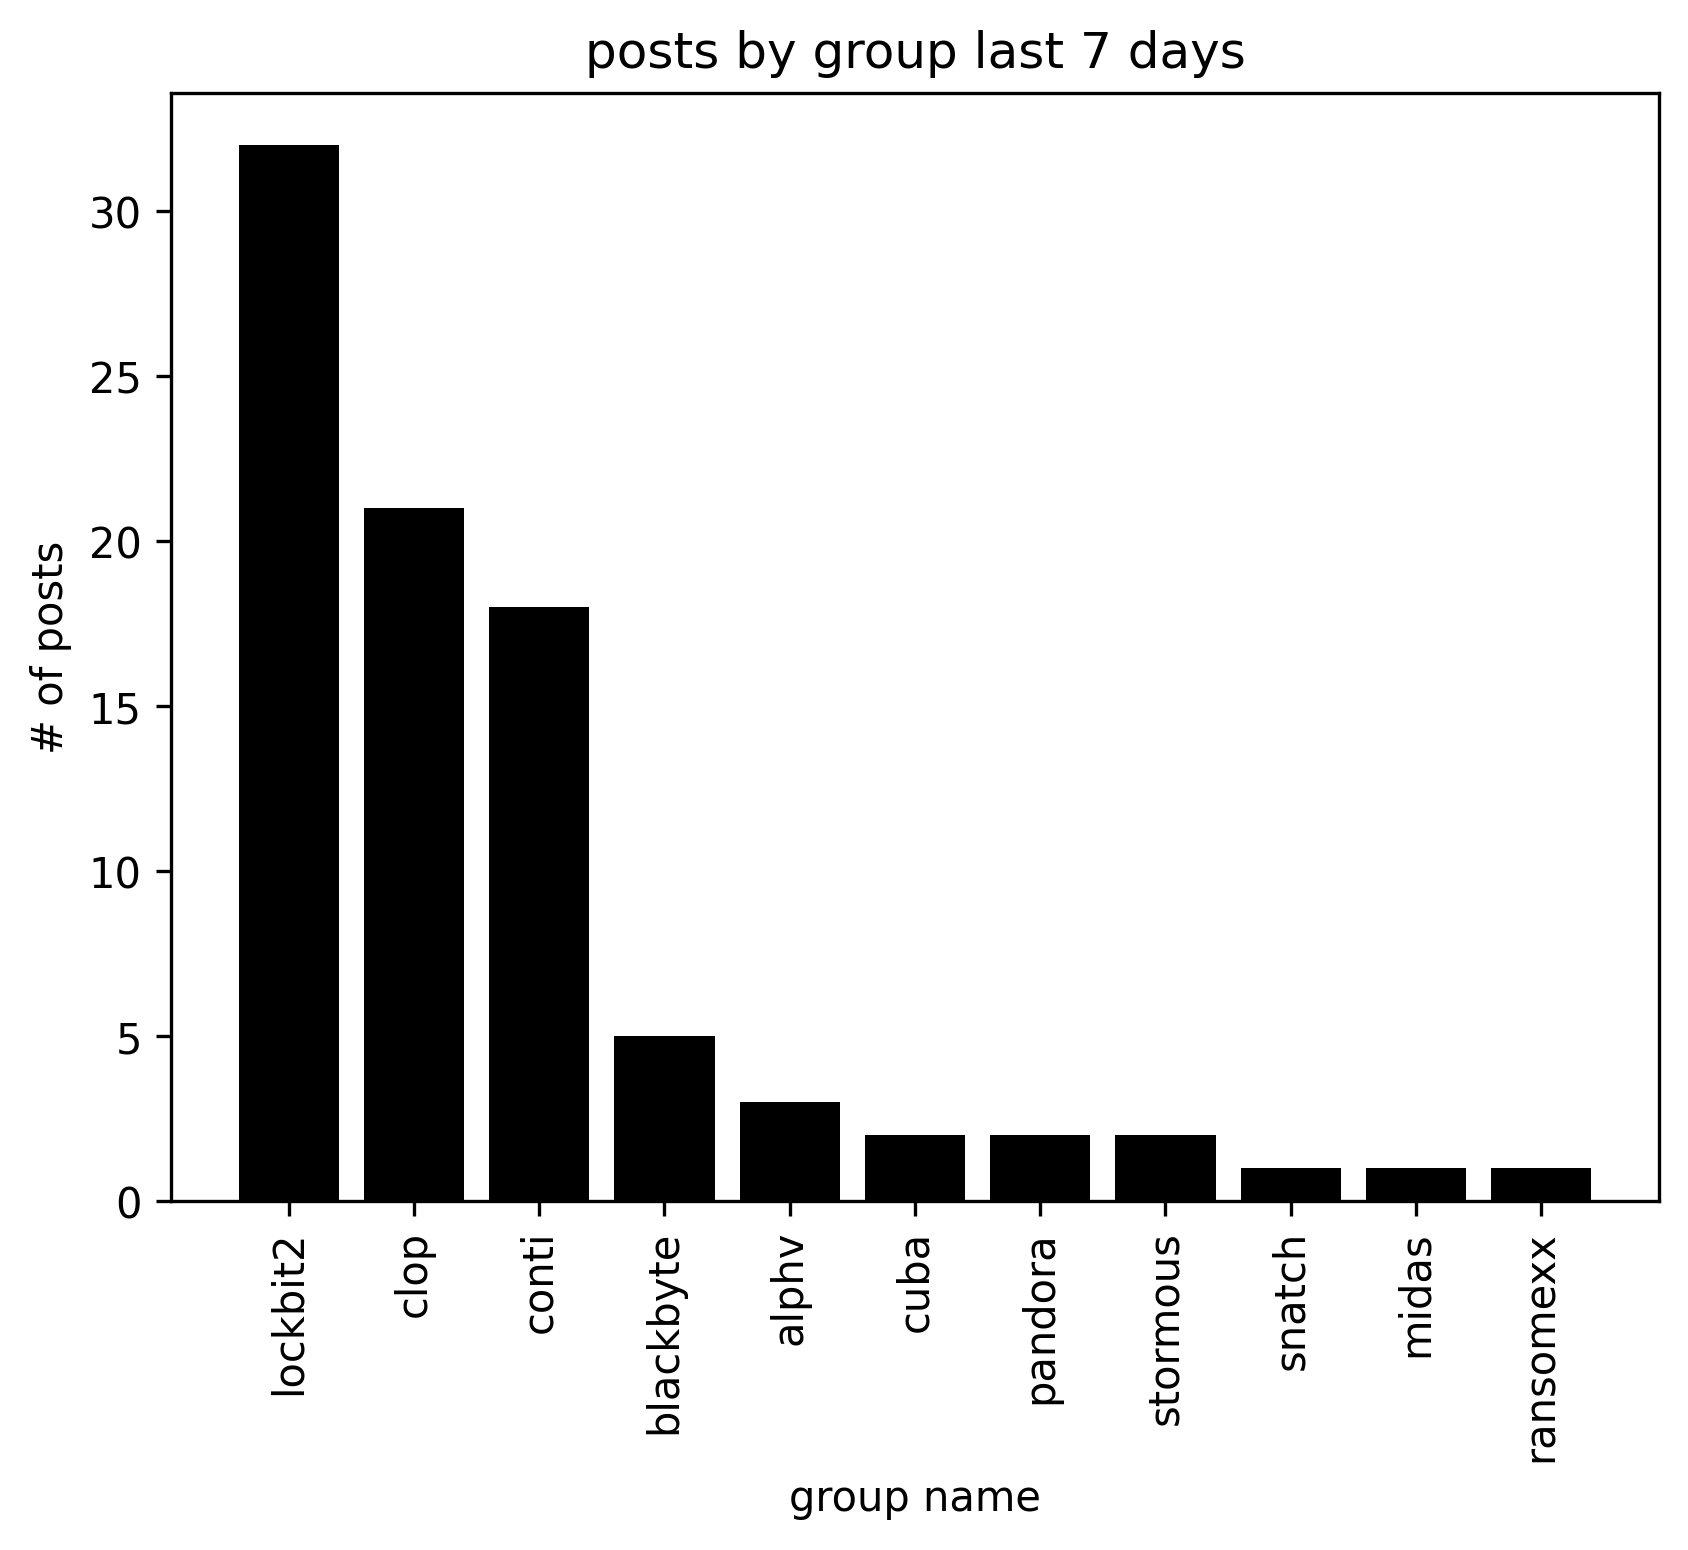 posts by group last 7 days
# of posts
30
25
20
15
10
5
0
lockbit2
clop
conti
blackbyte
alphv
cuba
pandora
stormous
snatch
midas
ransomexx
group name